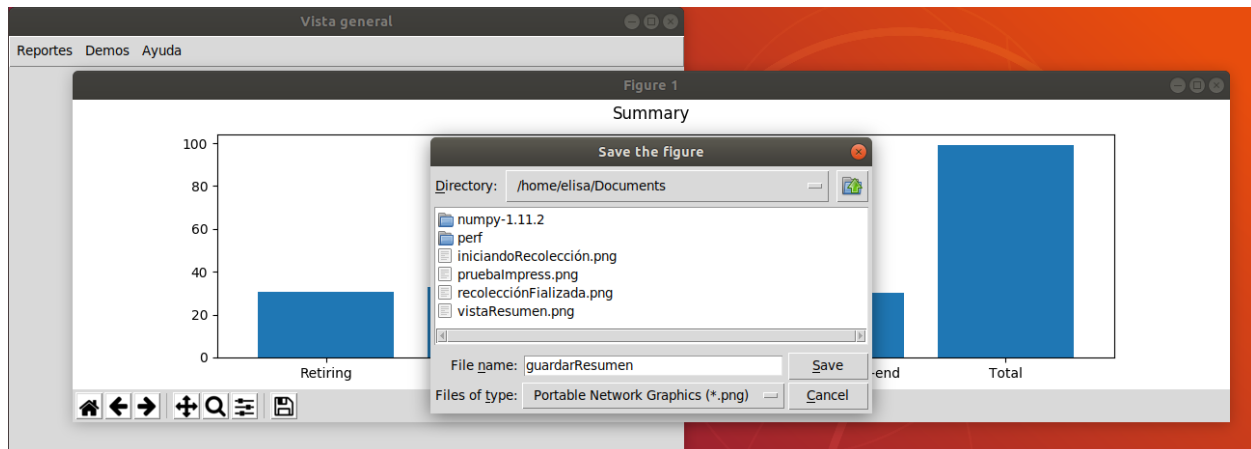 Vista general
Reportes Demos Ayuda
Figure 1
Summary
100
80
60
40
20
0
Retiring
-end
Total
Save the figure
Directory: /home/elisa/Documents
numpy-1.11.2
perf
iniciandoRecolección.png
pruebaImpress.png
recolecciónFializada.png
vistaResumen.png
File name: guardarResumen Save
Files of type: Portable Network Graphics (*.png) Cancel